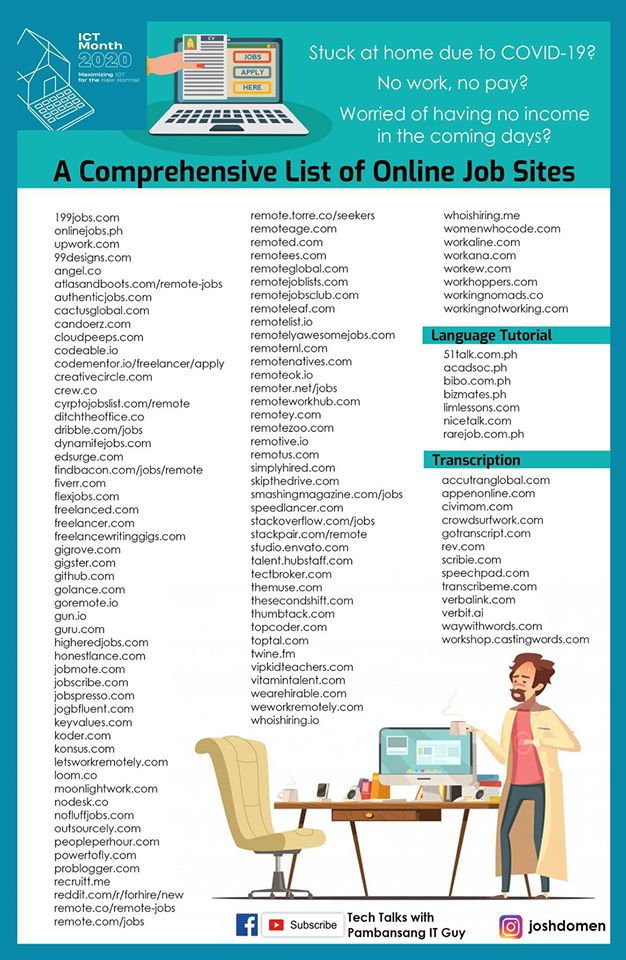 ICT
Month
2020
Maximizing IOT
for the New Normal
CV
JOBS
APPLY
HERE
Stuck at home due to COVID-19?
No work, no pay?
Worried of having no income
in the coming days?
A Comprehensive List of Online Job Sites
199jobs.com
onlinejobs.ph
upwork.com
99designs.com
angel.co
atlasandboots.com/remote-jobs
authenticjobs.com
cactusglobal.com
candoerz.com
cloudpeeps.com
codeable.io
codementor.io/freelancer/apply
creativecircle.com
crew.co
cyrptojobslist.com/remote
ditchtheoffice.co
dribble.com/jobs
dynamitejobs.com
edsurge.com
findbacon.com/jobs/remote
fiverr.com
flexjobs.com
freelanced.com
freelancer.com
freelancewritinggigs.com
gigrove.com
gigster.com
github.com
golance.com
goremote.io
gun.io
guru.com
higheredjobs.com
honestlance.com
jobmote.com
jobscribe.com
jobspresso.com
jogbfluent.com
keyvalues.com
koder.com
konsus.com
letsworkremotely.com
loom.co
moonlightwork.com
nodesk.co
nofluffjobs.com
outsourcely.com
peopleperhour.com
powertofly.com
problogger.com
recruitt.me
reddit.com/r/forhire/new
remote.co/remote-jobs
remote.com/jobs
remote.torre.co/seekers
remoteage.com
remoted.com
remotees.com
remoteglobal.com
remotejoblists.com
remotejobsclub.com
remoteleaf.com
remotelist.io
remotelyawesomejobs.com
remoteml.com
remotenatives.com
remoteok.io
remoter.net/jobs
remoteworkhub.com
remotey.com
remotezoo.com
remotive.io
remotus.com
simplyhired.com
skipthedrive.com
smashingmagazine.com/jobs
speedlancer.com
stackoverflow.com/jobs
stackpair.com/remote
studio.envato.com
talent.hubstaff.com
tectbroker.com
themuse.com
thesecondshift.com
thumbtack.com
topcoder.com
toptal.com
twine.fm
vipkidteachers.com
vitamintalent.com
wearehirable.com
weworkremotely.com
whoishiring.io
whoishiring.me
womenwhocode.com
workaline.com
workana.com
workew.com
workhoppers.com
workingnomads.co
workingnotworking.com
Language Tutorial
51talk.com.ph
acadsoc.ph
bibo.com.ph
bizmates.ph
limlessons.com
nicetalk.com
rarejob.com.ph
Transcription
accutranglobal.com
appenonline.com
civimom.com
crowdsurfwork.com
gotranscript.com
rev.com
scribie.com
speechpad.com
transcribeme.com
verbalink.com
verbit.ai
waywithwords.com
workshop.castingwords.com
Subscribe
Tech Talks with
Pambansang IT Guy
joshdomen